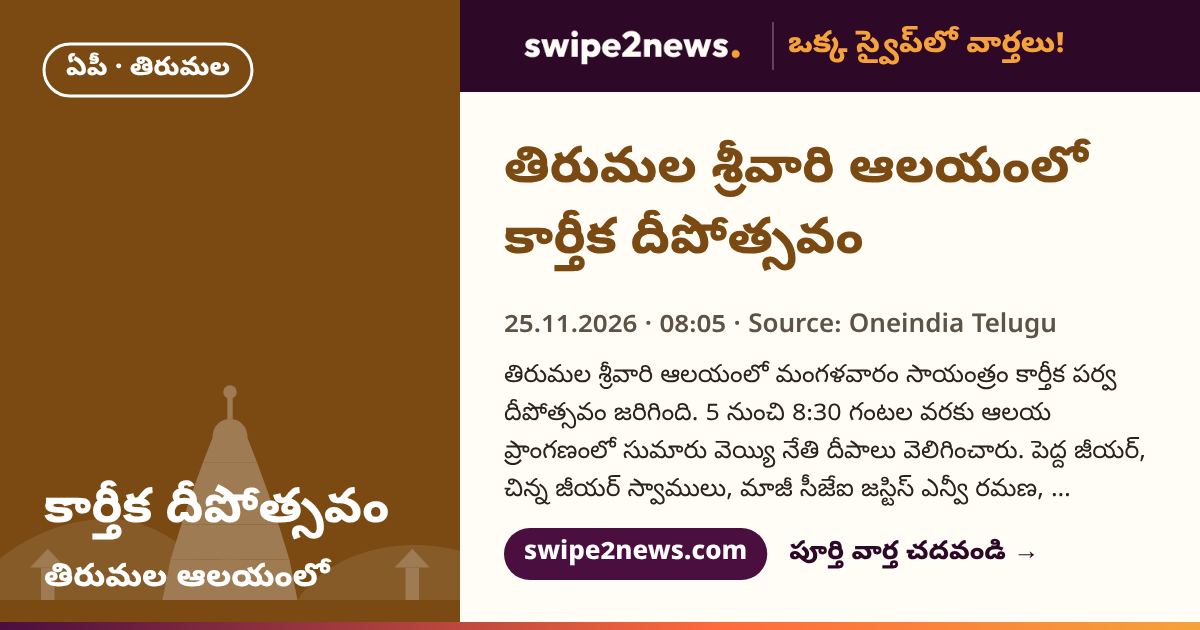 ఏపీ · తిరుమల
కార్తీక దీపోత్సవం
తిరుమల ఆలయంలో
swipe2news.
ఒక్క స్వైప్‌లో వార్తలు!
తిరుమల శ్రీవారి ఆలయంలో
కార్తీక దీపోత్సవం
25.11.2026 · 08:05 · Source: Oneindia Telugu
తిరుమల శ్రీవారి ఆలయంలో మంగళవారం సాయంత్రం కార్తీక పర్వ
దీపోత్సవం జరిగింది. 5 నుంచి 8:30 గంటల వరకు ఆలయ
ప్రాంగణంలో సుమారు వెయ్యి నేతి దీపాలు వెలిగించారు. పెద్ద జీయర్,
చిన్న జీయర్ స్వాములు, మాజీ సీజేఐ జస్టిస్ ఎన్వీ రమణ, ...
swipe2news.com
పూర్తి వార్త చదవండి →